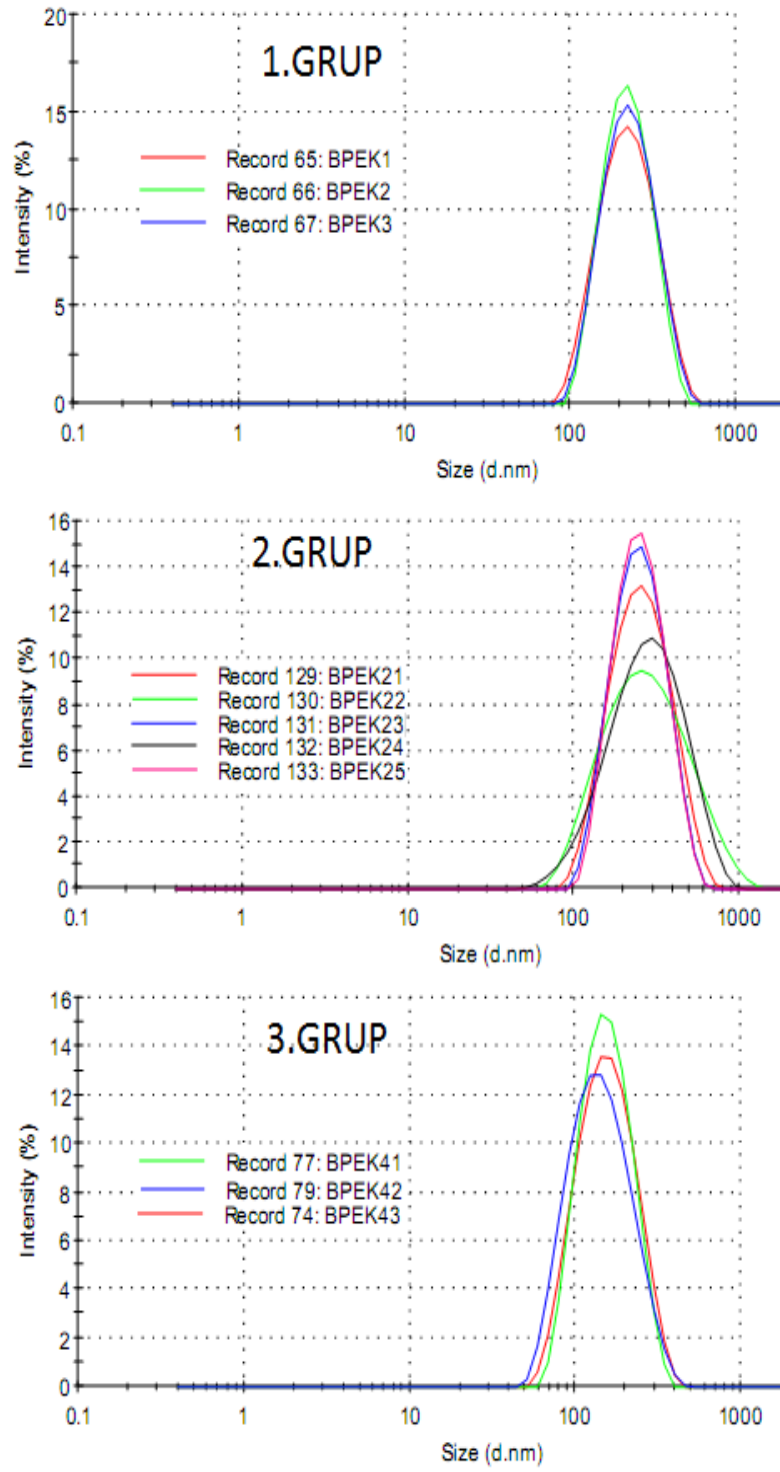 20
15
10
5
0
Intensity (%)
1.GRUP
Record 65: BPEK1
Record 66: BPEK2
Record 67: BPEK3
0.1 1 10 100 1000
Size (d.nm)
16
14
12
10
8
6
4
2
0
Intensity (%)
2.GRUP
Record 129: BPEK21
Record 130: BPEK22
Record 131: BPEK23
Record 132: BPEK24
Record 133: BPEK25
0.1 1 10 100 1000
Size (d.nm)
16
14
12
10
8
6
4
2
0
Intensity (%)
3.GRUP
Record 77: BPEK41
Record 79: BPEK42
Record 74: BPEK43
0.1 1 10 100 1000
Size (d.nm)